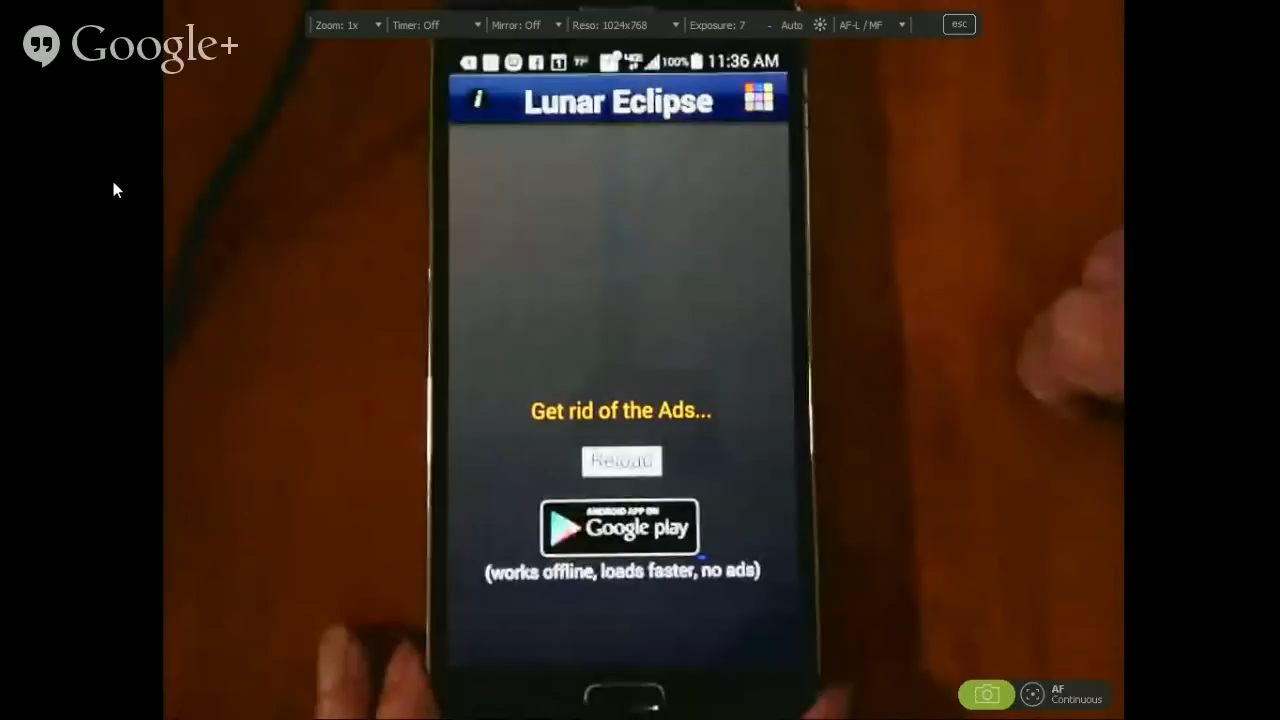 Google+
Zoom: 1x
Timer: Off
Mirror: Off
Reso: 1024x768
Exposure: 7 - Auto
AF-L / MF
esc
100% 11:36 AM
i
Lunar Eclipse
Get rid of the Ads...
Reload
ANDROID APP ON
Google play
(works offline, loads faster, no ads)
AF
Continuous